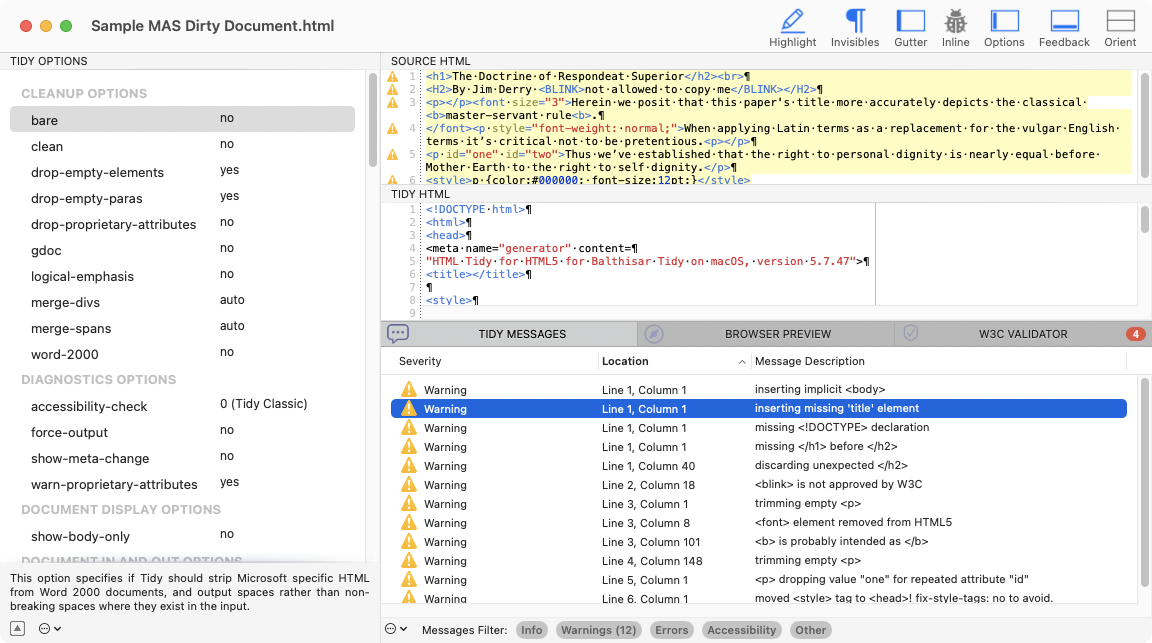 Sample MAS Dirty Document.html
Highlight Invisibles Gutter Inline Options Feedback Orient
TIDY OPTIONS
CLEANUP OPTIONS
bare no
clean no
drop-empty-elements yes
drop-empty-paras yes
drop-proprietary-attributes no
gdoc no
logical-emphasis no
merge-divs auto
merge-spans auto
word-2000 no
DIAGNOSTICS OPTIONS
accessibility-check 0 (Tidy Classic)
force-output no
show-meta-change no
warn-proprietary-attributes yes
DOCUMENT DISPLAY OPTIONS
show-body-only no
DOCUMENT IN AND OUT OPTIONS
This option specifies if Tidy should strip Microsoft specific HTML
from Word 2000 documents, and output spaces rather than non-
breaking spaces where they exist in the input.
SOURCE HTML
1 <h1>The·Doctrine·of·Respondeat·Superior</h2><br>¶
2 <H2>By·Jim·Derry·<BLINK>not·allowed·to·copy·me</BLINK></H2>¶
3 <p></p><font·size="3">Herein·we·posit·that·this·paper's·title·more·accurately·depicts·the·classical·
<b>master-servant·rule<b>.¶
4 </font><p·style="font-weight:·normal;">When·applying·Latin·terms·as·a·replacement·for·the·vulgar·English·
terms·it’s·critical·not·to·be·pretentious.<p></p>¶
5 <p·id="one"·id="two">Thus·we’ve·established·that·the·right·to·personal·dignity·is·nearly·equal·before·
Mother·Earth·to·the·right·to·self·dignity.</p>¶
6 <style>p·{color:#000000;·font-size:12pt;}</style>
TIDY HTML
1 <!DOCTYPE·html>¶
2 <html>¶
3 <head>¶
4 <meta·name="generator"·content=¶
5 "HTML·Tidy·for·HTML5·for·Balthisar·Tidy·on·macOS,·version·5.7.47">¶
6 <title></title>¶
7 ¶
8 <style>¶
9
TIDY MESSAGES BROWSER PREVIEW W3C VALIDATOR 4
Severity Location Message Description
Warning Line 1, Column 1 inserting implicit <body>
Warning Line 1, Column 1 inserting missing 'title' element
Warning Line 1, Column 1 missing <!DOCTYPE> declaration
Warning Line 1, Column 1 missing </h1> before </h2>
Warning Line 1, Column 40 discarding unexpected </h2>
Warning Line 2, Column 18 <blink> is not approved by W3C
Warning Line 3, Column 1 trimming empty <p>
Warning Line 3, Column 8 <font> element removed from HTML5
Warning Line 3, Column 101 <b> is probably intended as </b>
Warning Line 4, Column 148 trimming empty <p>
Warning Line 5, Column 1 <p> dropping value "one" for repeated attribute "id"
Warning Line 6, Column 1 moved <style> tag to <head>! fix-style-tags: no to avoid.
Messages Filter: Info Warnings (12) Errors Accessibility Other